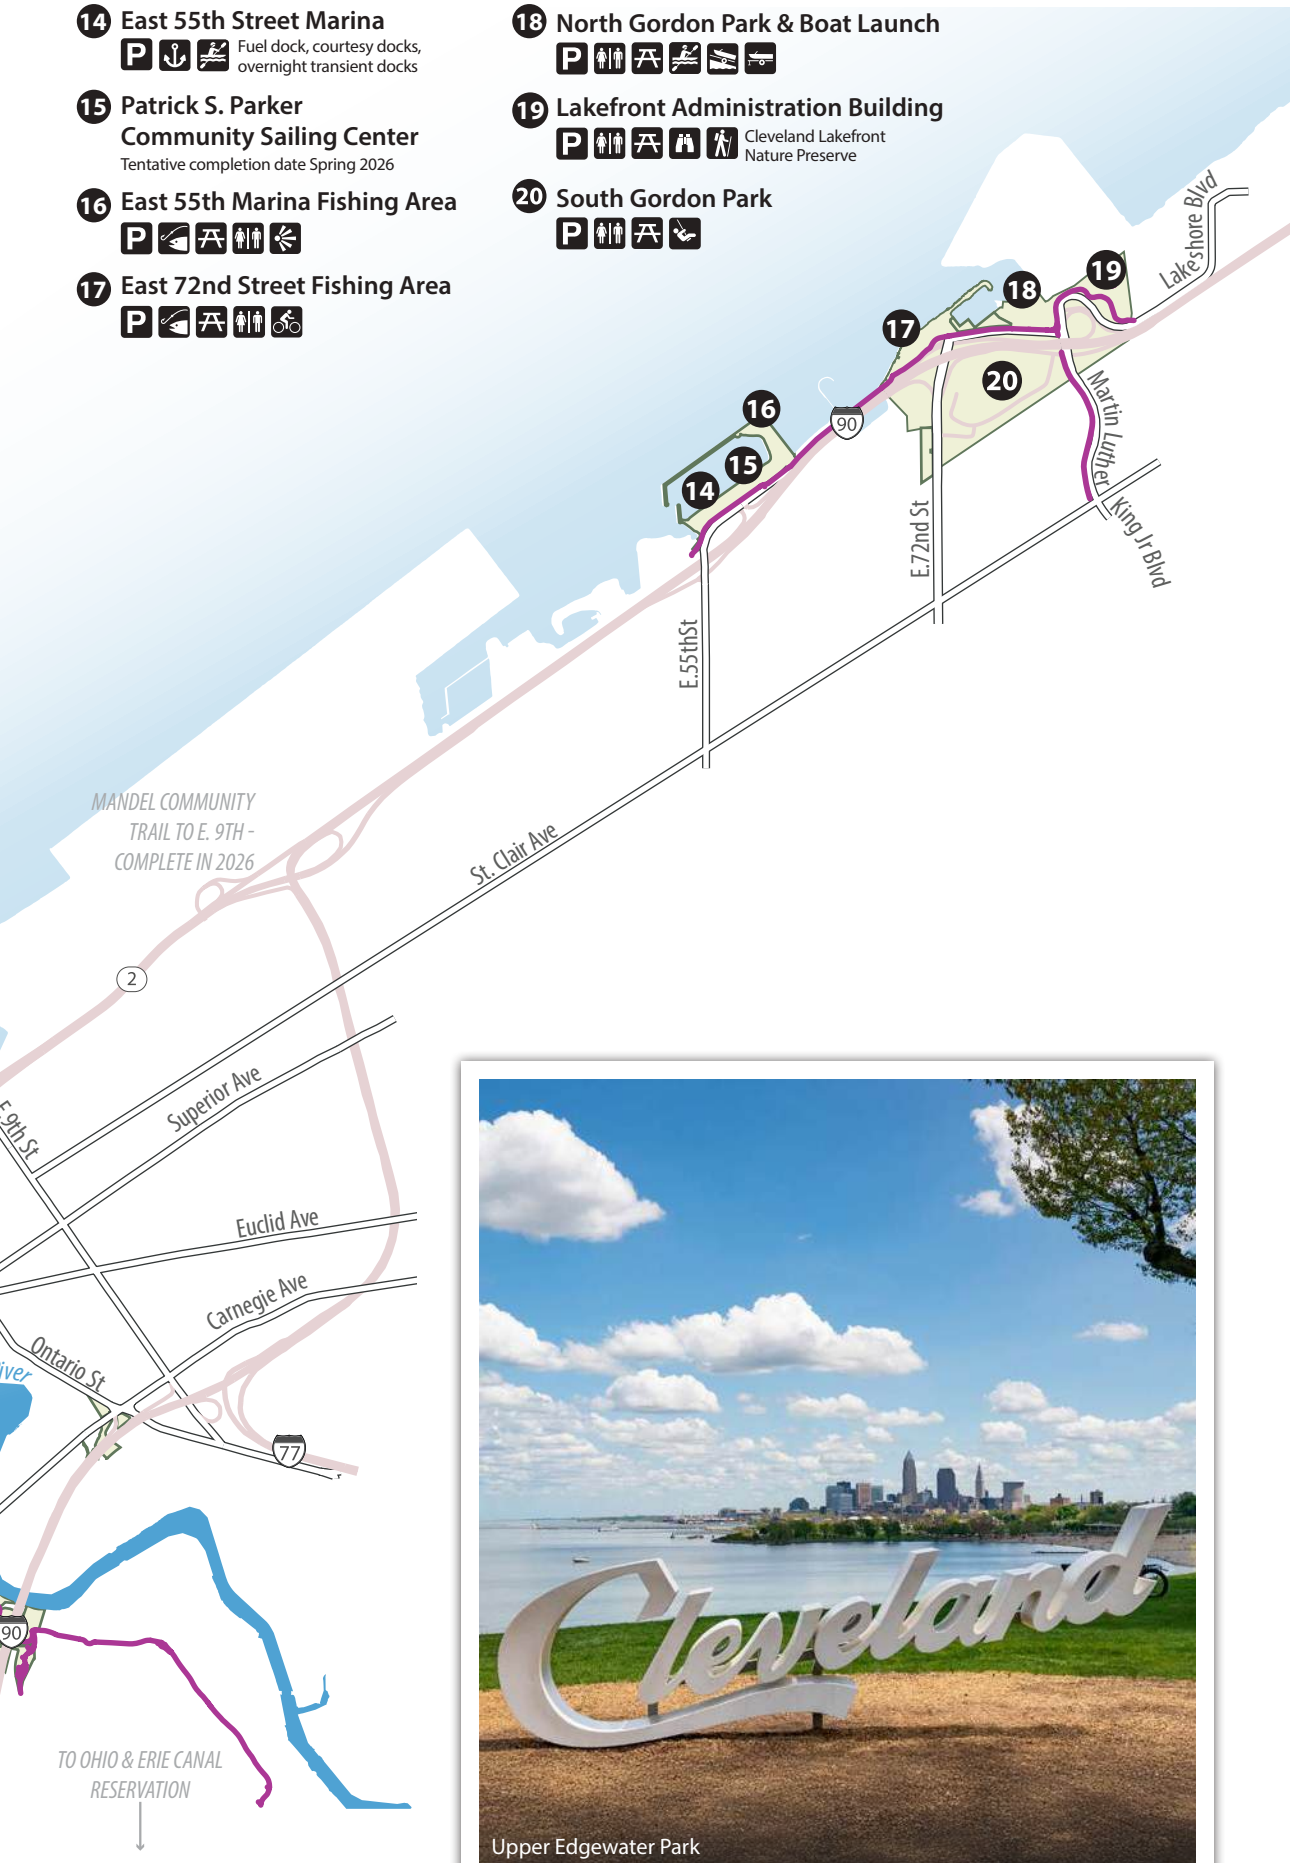 14 East 55th Street Marina
P Fuel dock, courtesy docks,
overnight transient docks
15 Patrick S. Parker
Community Sailing Center
Tentative completion date Spring 2026
16 East 55th Marina Fishing Area
P
17 East 72nd Street Fishing Area
P
18 North Gordon Park & Boat Launch
P
19 Lakefront Administration Building
P Cleveland Lakefront
Nature Preserve
20 South Gordon Park
P
Lakeshore Blvd
19
18
17
20
16
90
15
14
Martin Luther King Jr Blvd
E.72nd St
E.55thSt
MANDEL COMMUNITY
TRAIL TO E. 9TH -
COMPLETE IN 2026
St. Clair Ave
2
Superior Ave
E. 9th St
Euclid Ave
Carnegie Ave
Ontario St
iver
77
90
TO OHIO & ERIE CANAL
RESERVATION
Cleveland
Upper Edgewater Park